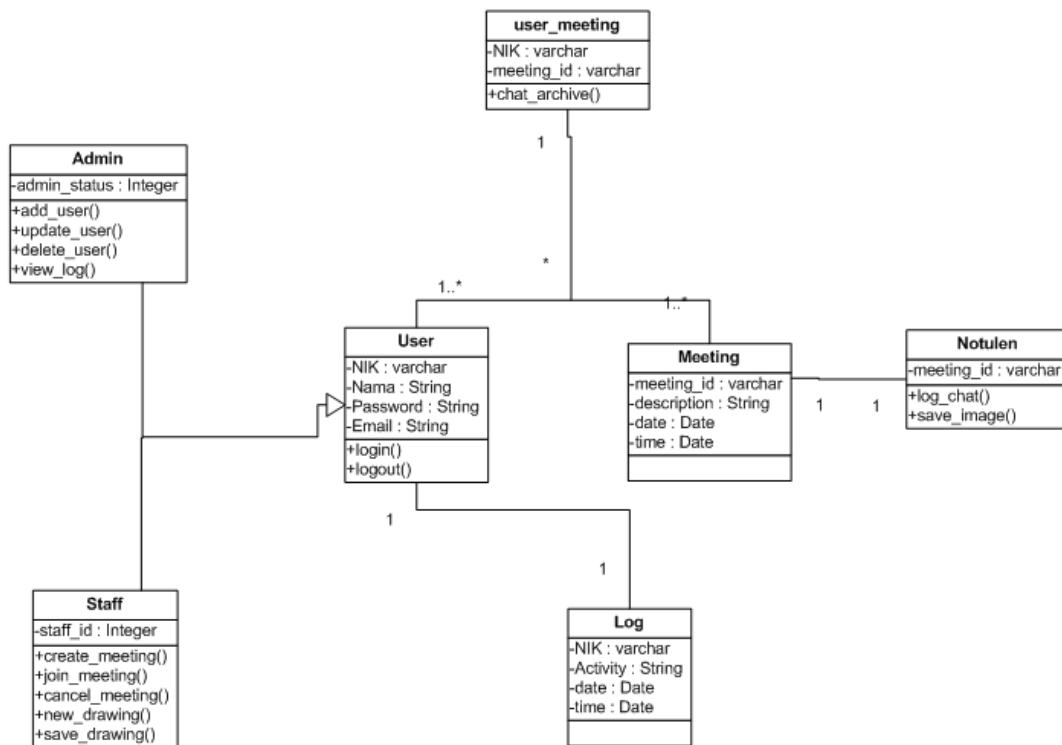 user_meeting
-NIK : varchar
-meeting_id : varchar
+chat_archive()
1
Admin
-admin_status : Integer
+add_user()
+update_user()
+delete_user()
+view_log()
*
1..*
1..*
User
-NIK : varchar
-Nama : String
-Password : String
-Email : String
+login()
+logout()
Meeting
-meeting_id : varchar
-description : String
-date : Date
-time : Date
Notulen
-meeting_id : varchar
+log_chat()
+save_image()
1
1
1
1
Staff
-staff_id : Integer
+create_meeting()
+join_meeting()
+cancel_meeting()
+new_drawing()
+save_drawing()
Log
-NIK : varchar
-Activity : String
-date : Date
-time : Date